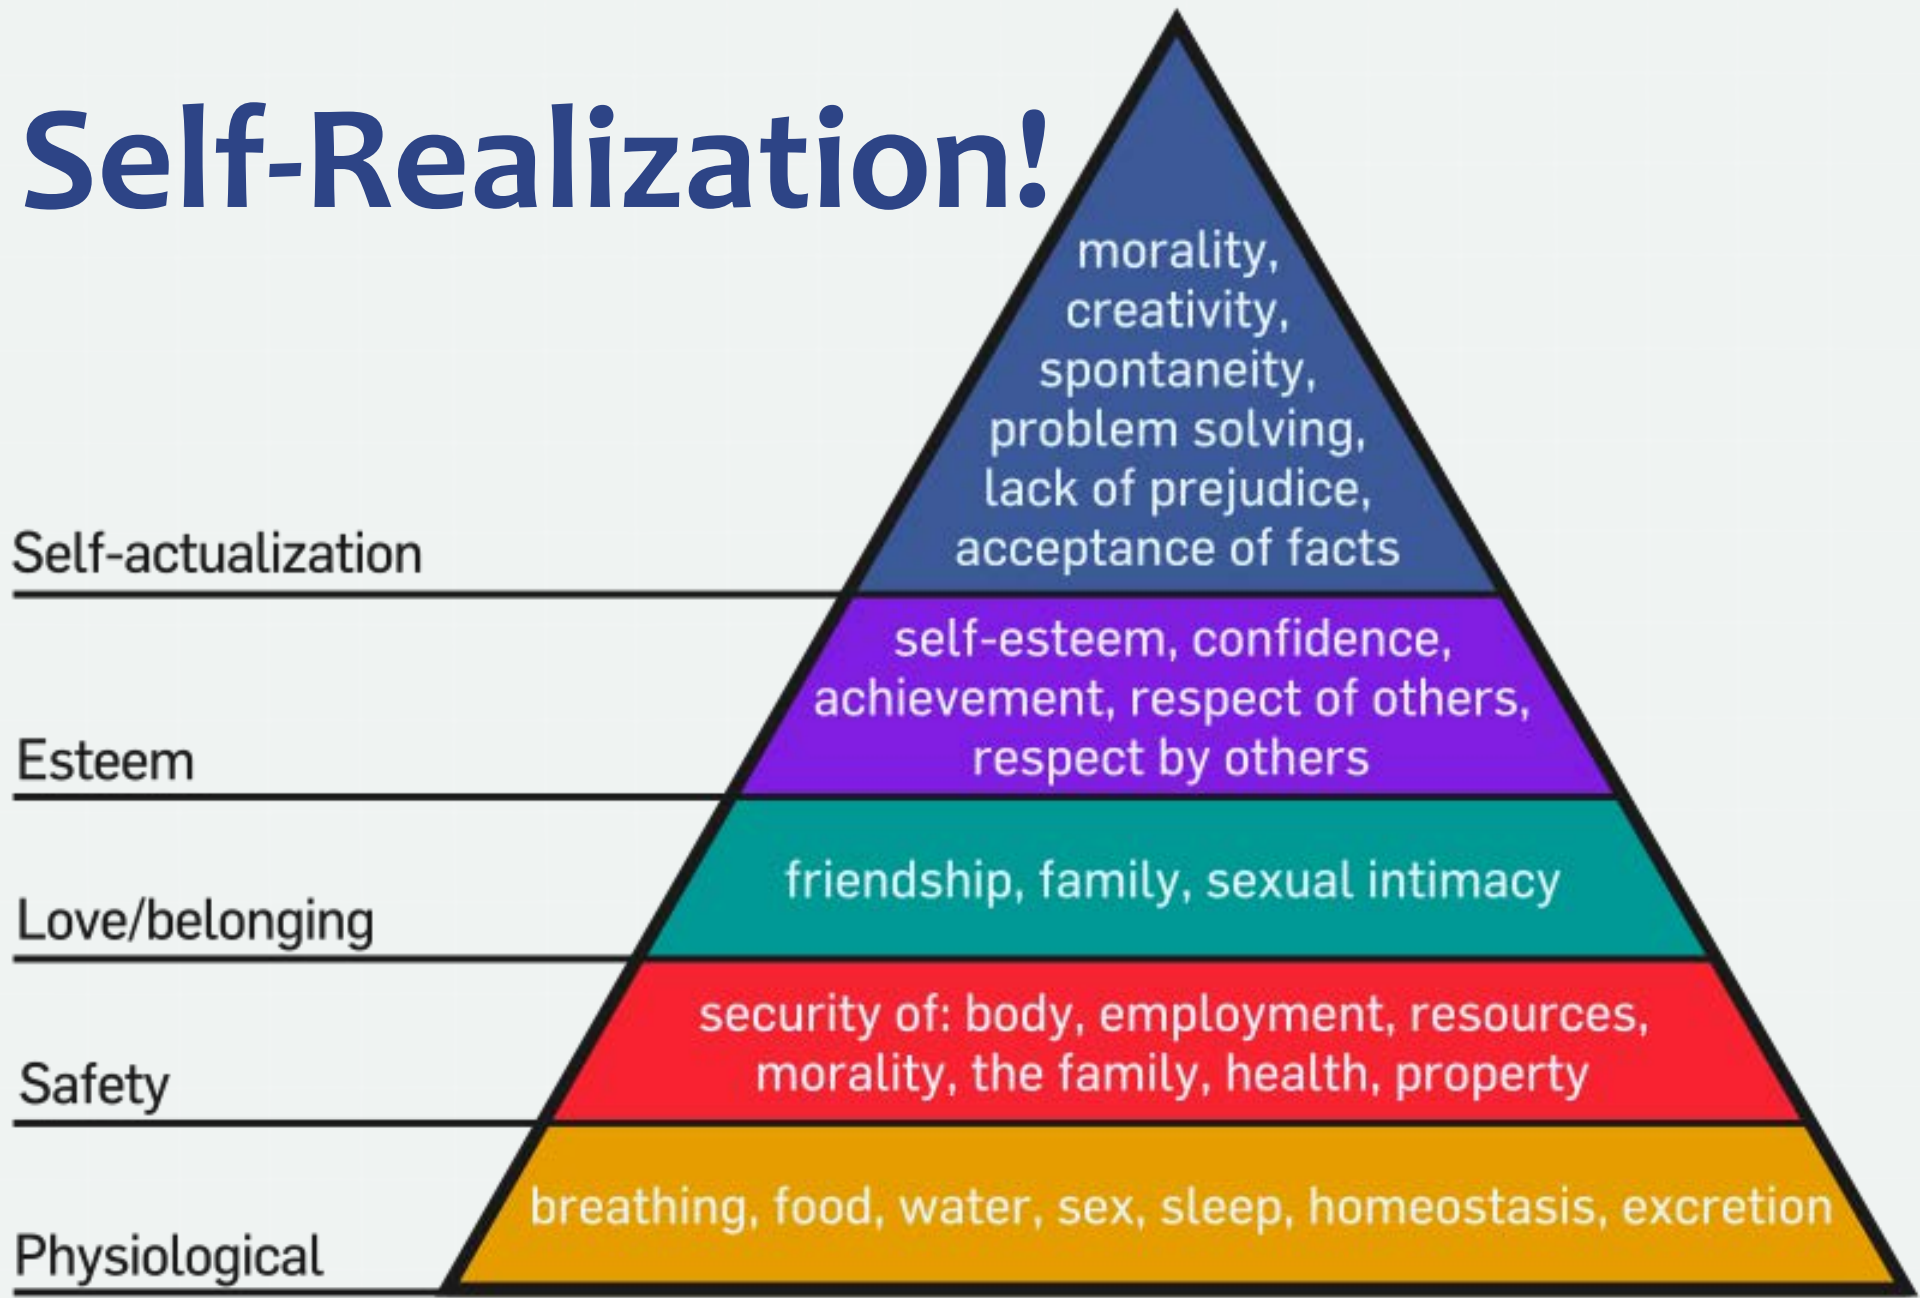 Self-Realization!
morality,
creativity,
spontaneity,
problem solving,
lack of prejudice,
acceptance of facts
Self-actualization
self-esteem, confidence,
achievement, respect of others,
respect by others
Esteem
friendship, family, sexual intimacy
Love/belonging
security of: body, employment, resources,
morality, the family, health, property
Safety
breathing, food, water, sex, sleep, homeostasis, excretion
Physiological